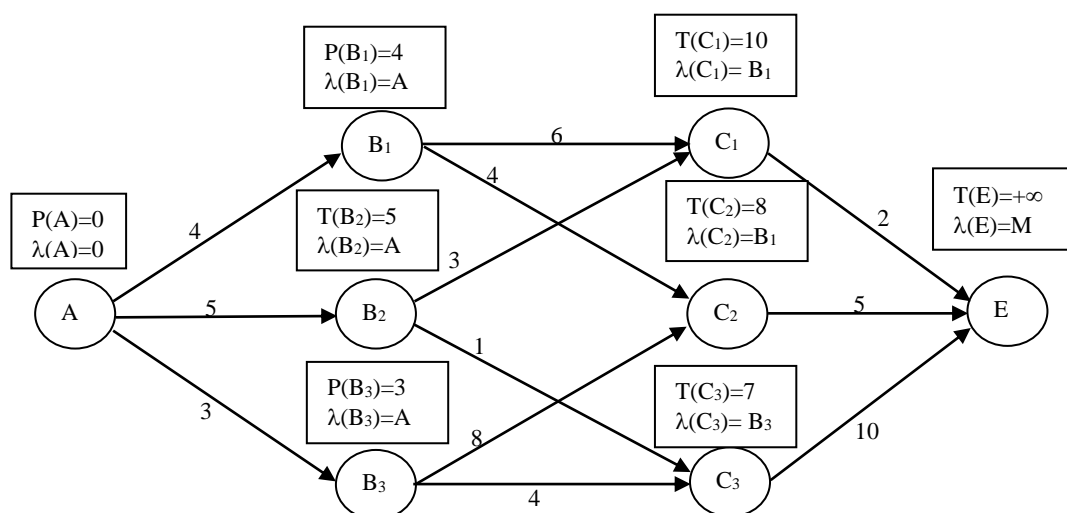 P(B₁)=4
λ(B₁)=A
T(C₁)=10
λ(C₁)= B₁
B₁
6
C₁
4
P(A)=0
λ(A)=0
4
T(B₂)=5
λ(B₂)=A
3
T(C₂)=8
λ(C₂)=B₁
2
T(E)=+∞
λ(E)=M
A
5
B₂
C₂
5
E
1
3
P(B₃)=3
λ(B₃)=A
8
T(C₃)=7
λ(C₃)= B₃
10
B₃
4
C₃